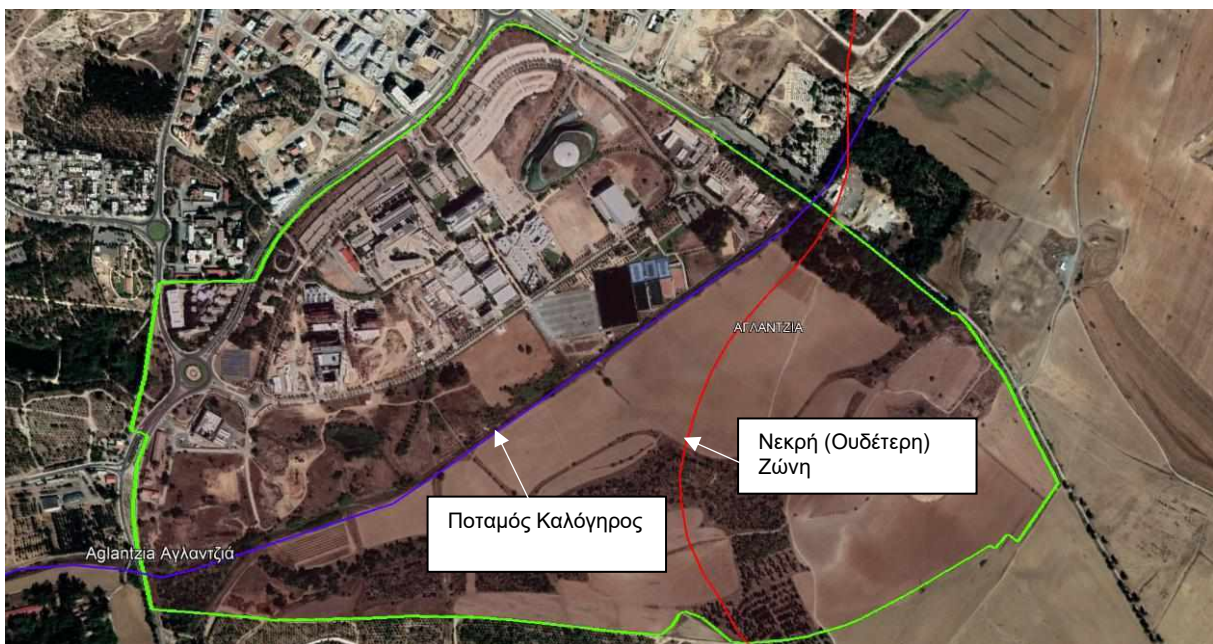 ΑΓΛΑΝΤΖΙΑ
Νεκρή (Ουδέτερη)
Ζώνη
Ποταμός Καλόγηρος
Aglantzia Αγλαντζιά